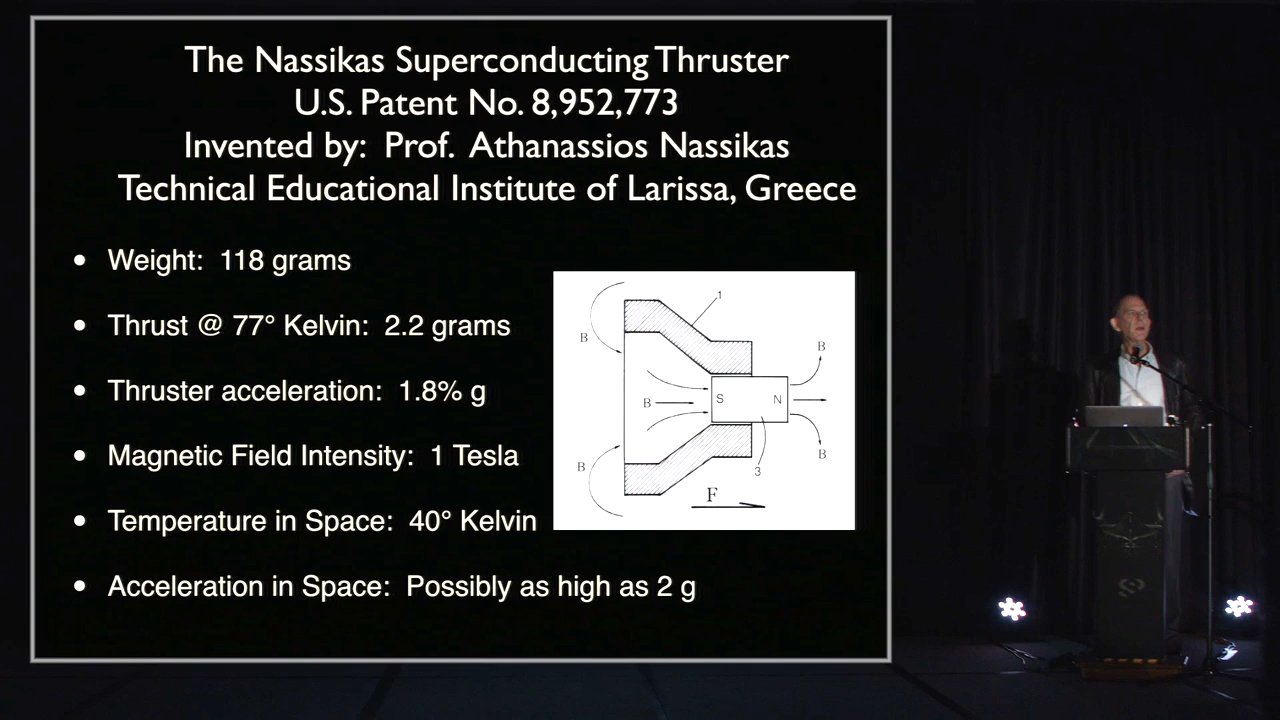 The Nassikas Superconducting Thruster
U.S. Patent No. 8,952,773
Invented by: Prof. Athanassios Nassikas
Technical Educational Institute of Larissa, Greece
• Weight: 118 grams
• Thrust @ 77° Kelvin: 2.2 grams
• Thruster acceleration: 1.8% g
• Magnetic Field Intensity: 1 Tesla
• Temperature in Space: 40° Kelvin
• Acceleration in Space: Possibly as high as 2 g
1
B
B
B
S N
B
B
3
F